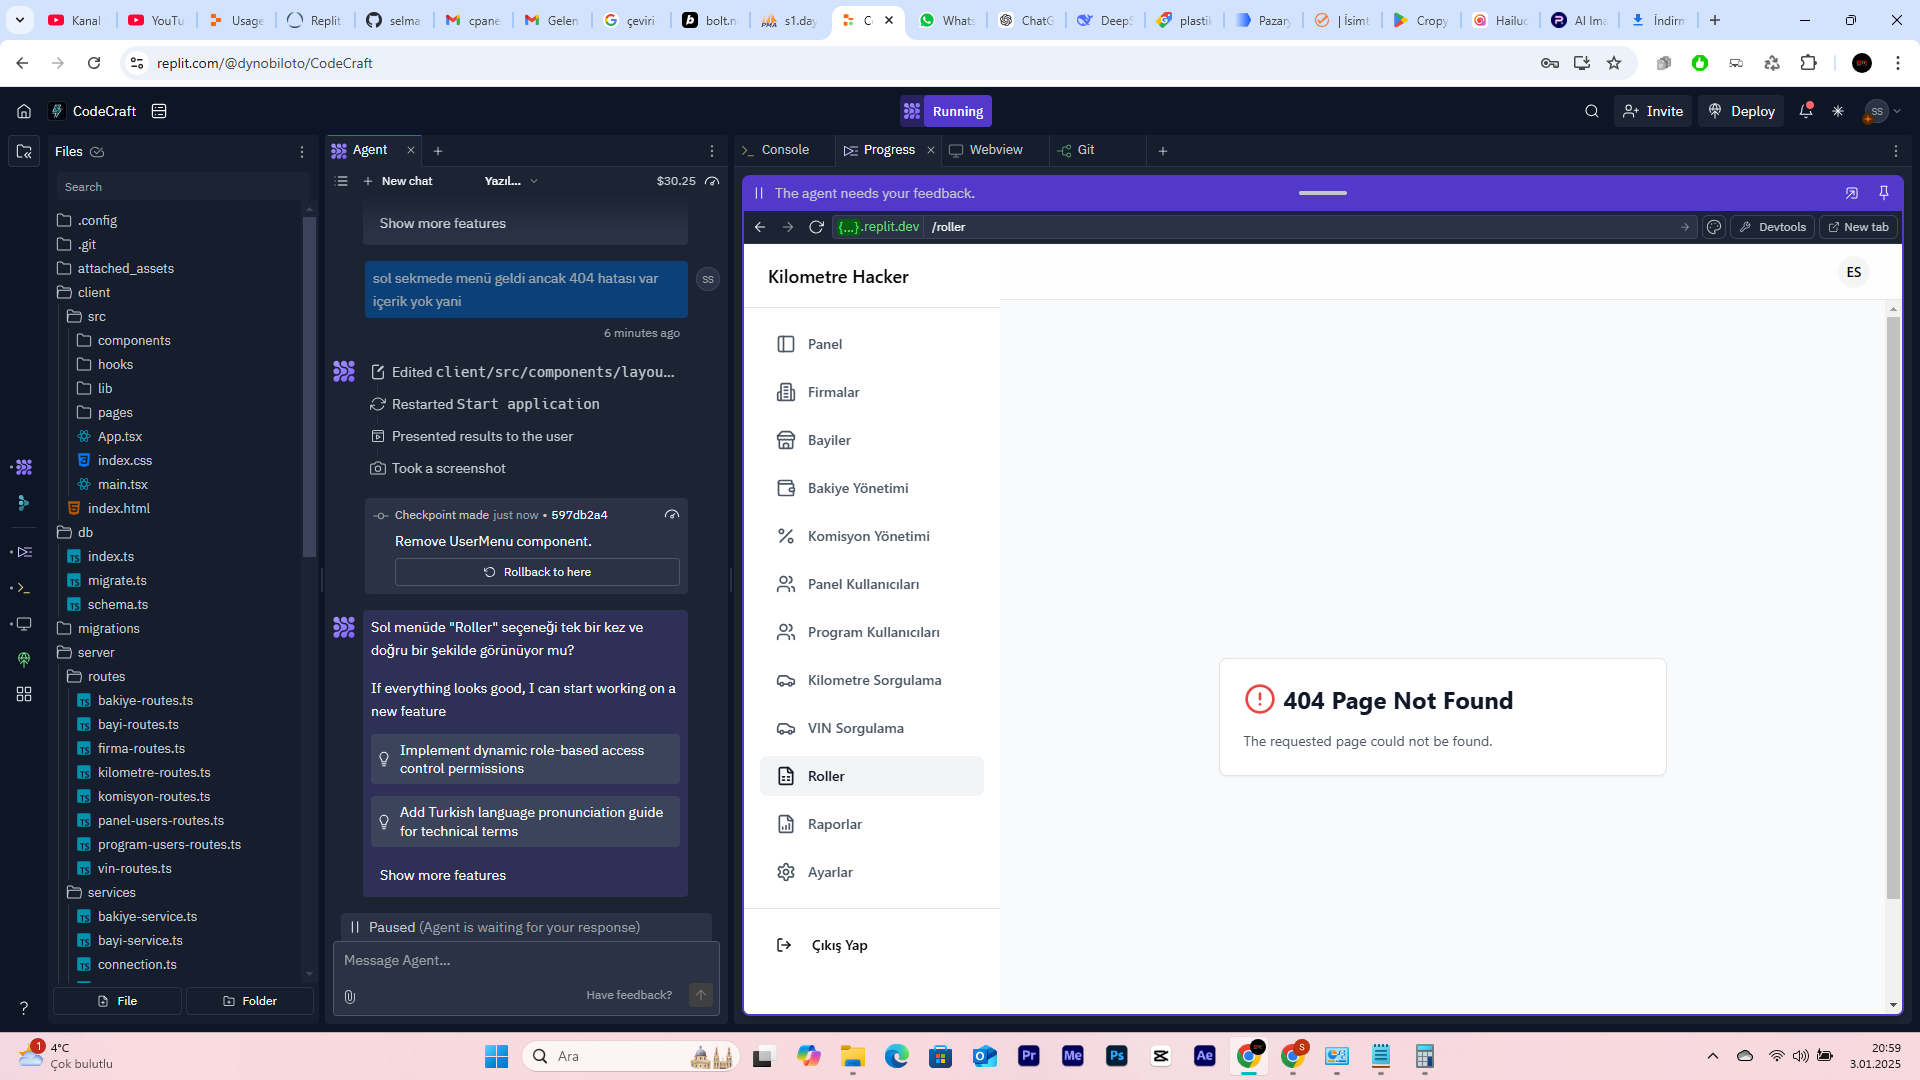 Kanal
YouTu
Usage
Replit
selma
cpane
Gelen
çeviri
bolt.n
s1.day
C
Whats
ChatG
Deep
plastik
Pazar
| İsimt
Cropy
Hailuo
AI Ima
İndirm
replit.com/@dynobiloto/CodeCraft
CodeCraft
Running
Invite
Deploy
SS
Files
Search
.config
.git
attached_assets
client
src
components
hooks
lib
pages
App.tsx
index.css
main.tsx
index.html
db
index.ts
migrate.ts
schema.ts
migrations
server
routes
bakiye-routes.ts
bayi-routes.ts
firma-routes.ts
kilometre-routes.ts
komisyon-routes.ts
panel-users-routes.ts
program-users-routes.ts
vin-routes.ts
services
bakiye-service.ts
bayi-service.ts
connection.ts
File
Folder
Agent
New chat
Yazıl...
$30.25
Show more features
sol sekmede menü geldi ancak 404 hatası var
içerik yok yani
SS
6 minutes ago
Edited client/src/components/layou...
Restarted Start application
Presented results to the user
Took a screenshot
Checkpoint made just now • 597db2a4
Remove UserMenu component.
Rollback to here
Sol menüde "Roller" seçeneği tek bir kez ve
doğru bir şekilde görünüyor mu?
If everything looks good, I can start working on a
new feature
Implement dynamic role-based access
control permissions
Add Turkish language pronunciation guide
for technical terms
Show more features
Paused (Agent is waiting for your response)
Message Agent...
Have feedback?
Console
Progress
Webview
Git
The agent needs your feedback.
{...}.replit.dev
/roller
Devtools
New tab
Kilometre Hacker
ES
Panel
Firmalar
Bayiler
Bakiye Yönetimi
Komisyon Yönetimi
Panel Kullanıcıları
Program Kullanıcıları
Kilometre Sorgulama
VIN Sorgulama
Roller
Raporlar
Ayarlar
Çıkış Yap
404 Page Not Found
The requested page could not be found.
1
4°C
Çok bulutlu
Ara
Pr
Me
Ps
Ae
S
20:59
3.01.2025